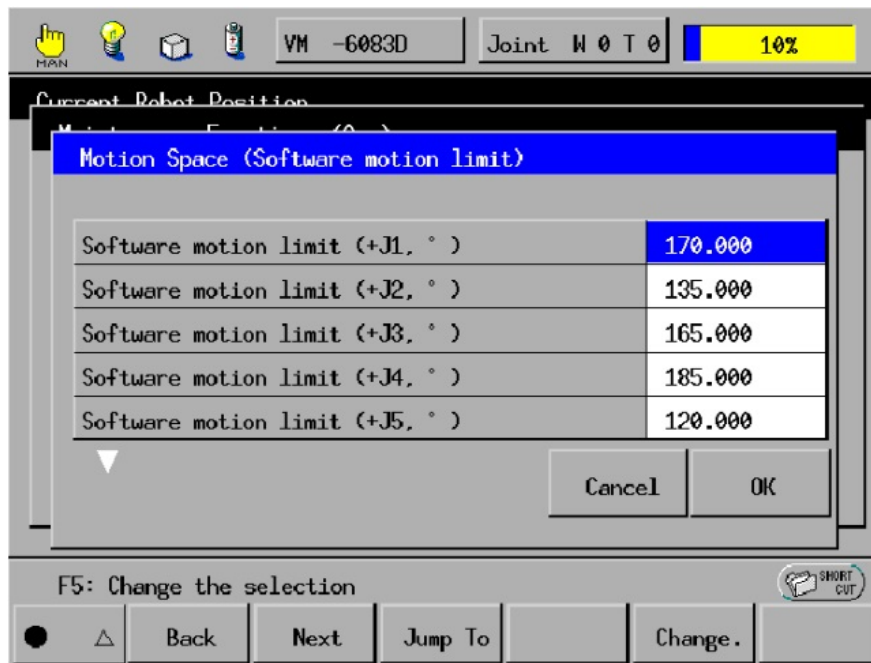 MAN
VM -6083D
Joint W 0 T 0
10%
Current Robot Position
Motion Space (Software motion limit)
Software motion limit (+J1, ° ) 170.000
Software motion limit (+J2, ° ) 135.000
Software motion limit (+J3, ° ) 165.000
Software motion limit (+J4, ° ) 185.000
Software motion limit (+J5, ° ) 120.000
Cancel OK
F5: Change the selection
SHORT
CUT
Back Next Jump To Change.